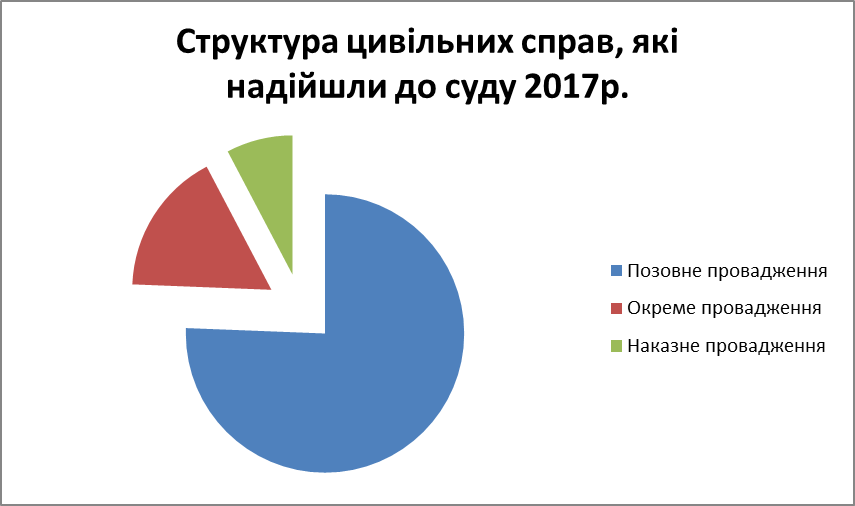 Структура цивільних справ, які
надійшли до суду 2017р.
Позовне провадження
Окреме провадження
Наказне провадження